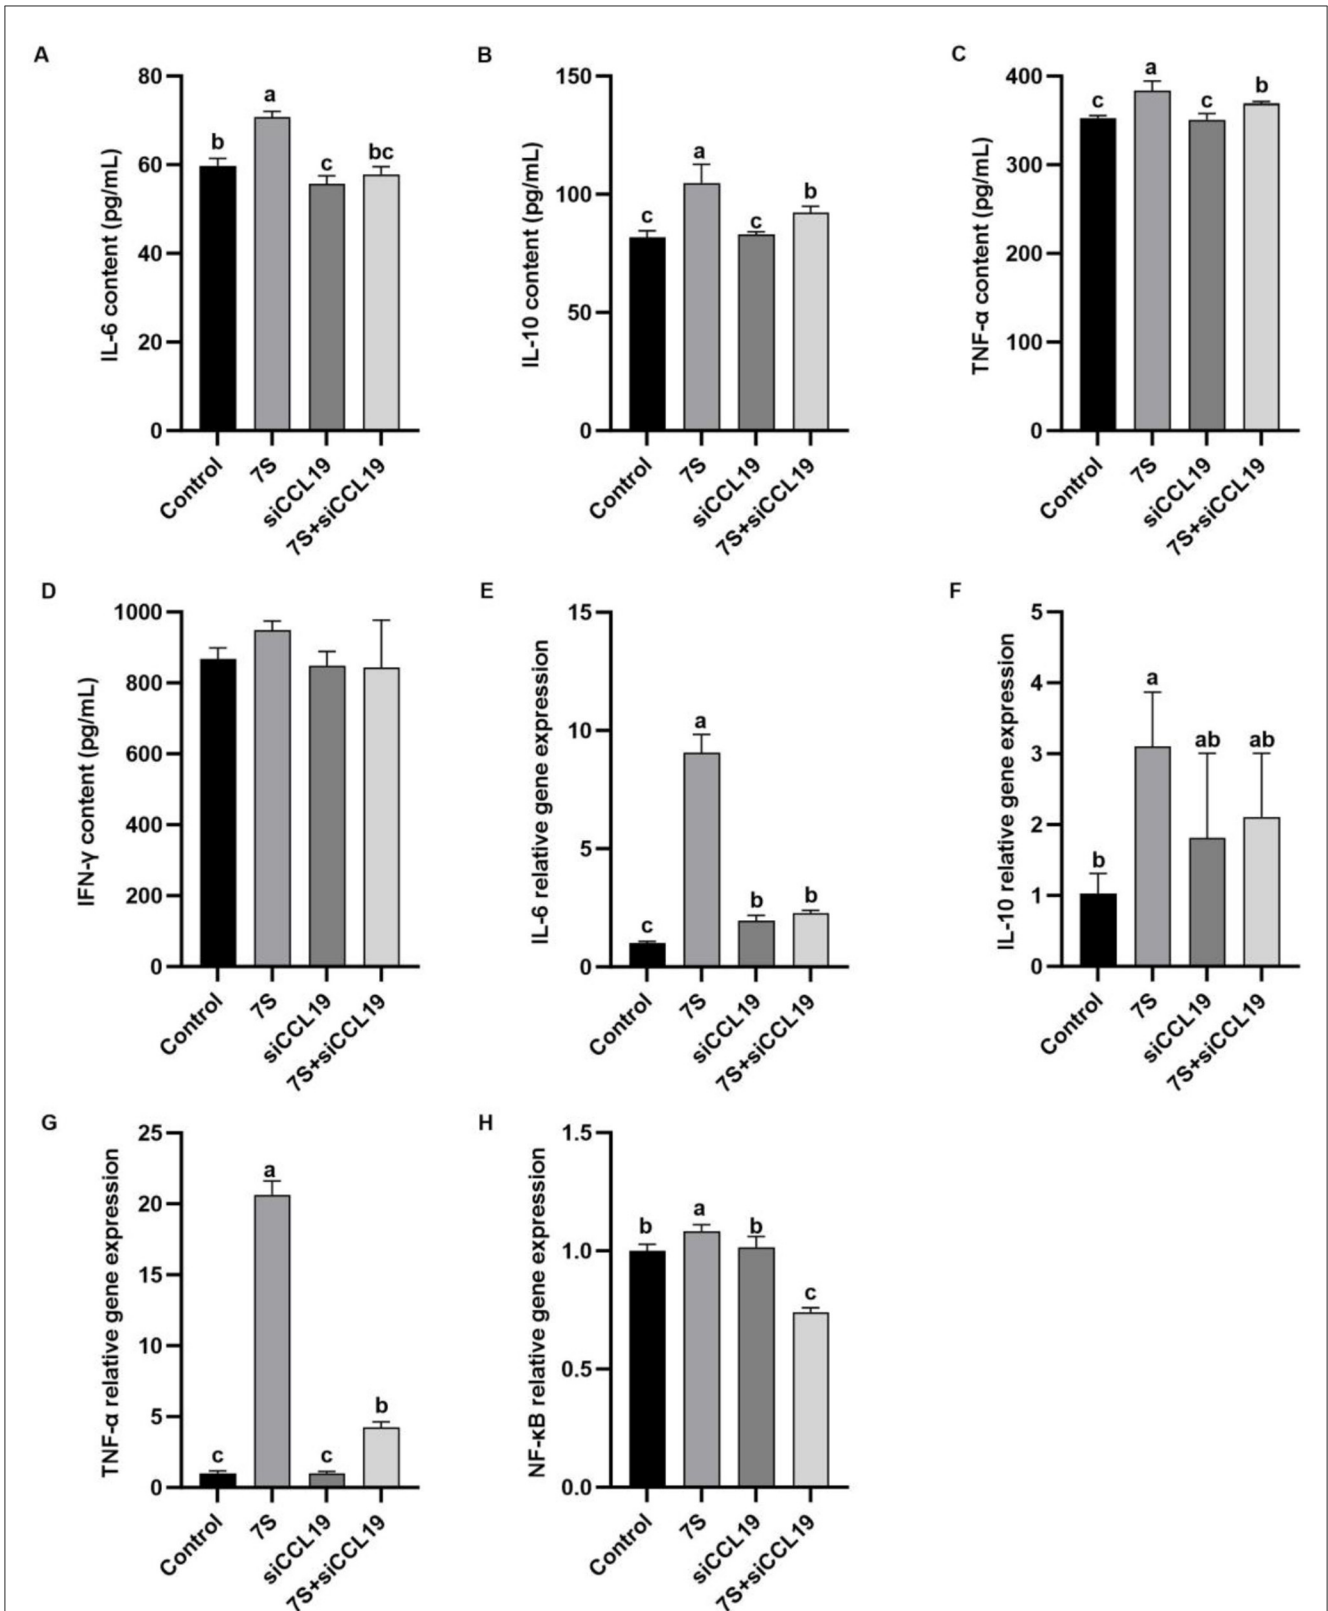 A
IL-6 content (pg/mL)
80
60
40
20
0
b
a
c
bc
Control
7S
siCCL19
7S+siCCL19
B
IL-10 content (pg/mL)
150
100
50
0
c
a
c
b
Control
7S
siCCL19
7S+siCCL19
C
TNF-α content (pg/mL)
400
300
200
100
0
c
a
c
b
Control
7S
siCCL19
7S+siCCL19
D
IFN-γ content (pg/mL)
1000
800
600
400
200
0
Control
7S
siCCL19
7S+siCCL19
E
IL-6 relative gene expression
15
10
5
0
c
a
b
b
Control
7S
siCCL19
7S+siCCL19
F
IL-10 relative gene expression
5
4
3
2
1
0
b
a
ab
ab
Control
7S
siCCL19
7S+siCCL19
G
TNF-α relative gene expression
25
20
15
10
5
0
c
a
c
b
Control
7S
siCCL19
7S+siCCL19
H
NF-κB relative gene expression
1.5
1.0
0.5
0.0
b
a
b
c
Control
7S
siCCL19
7S+siCCL19